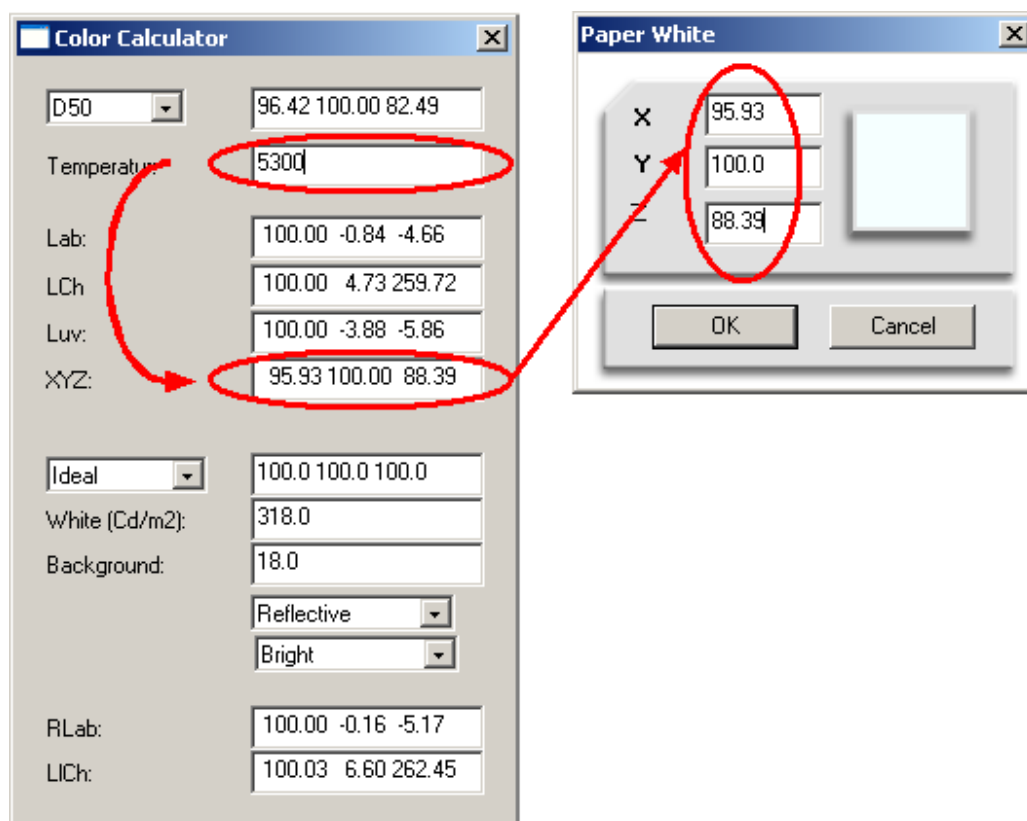 Color Calculator
D50 96.42 100.00 82.49
Temperatur 5300
Lab: 100.00 -0.84 -4.66
LCh 100.00 4.73 259.72
Luv: 100.00 -3.88 -5.86
XYZ: 95.93 100.00 88.39
Ideal 100.0 100.0 100.0
White (Cd/m2): 318.0
Background: 18.0
Reflective
Bright
RLab: 100.00 -0.16 -5.17
LlCh: 100.03 6.60 262.45
Paper White
X 95.93
Y 100.0
Z 88.39
OK Cancel